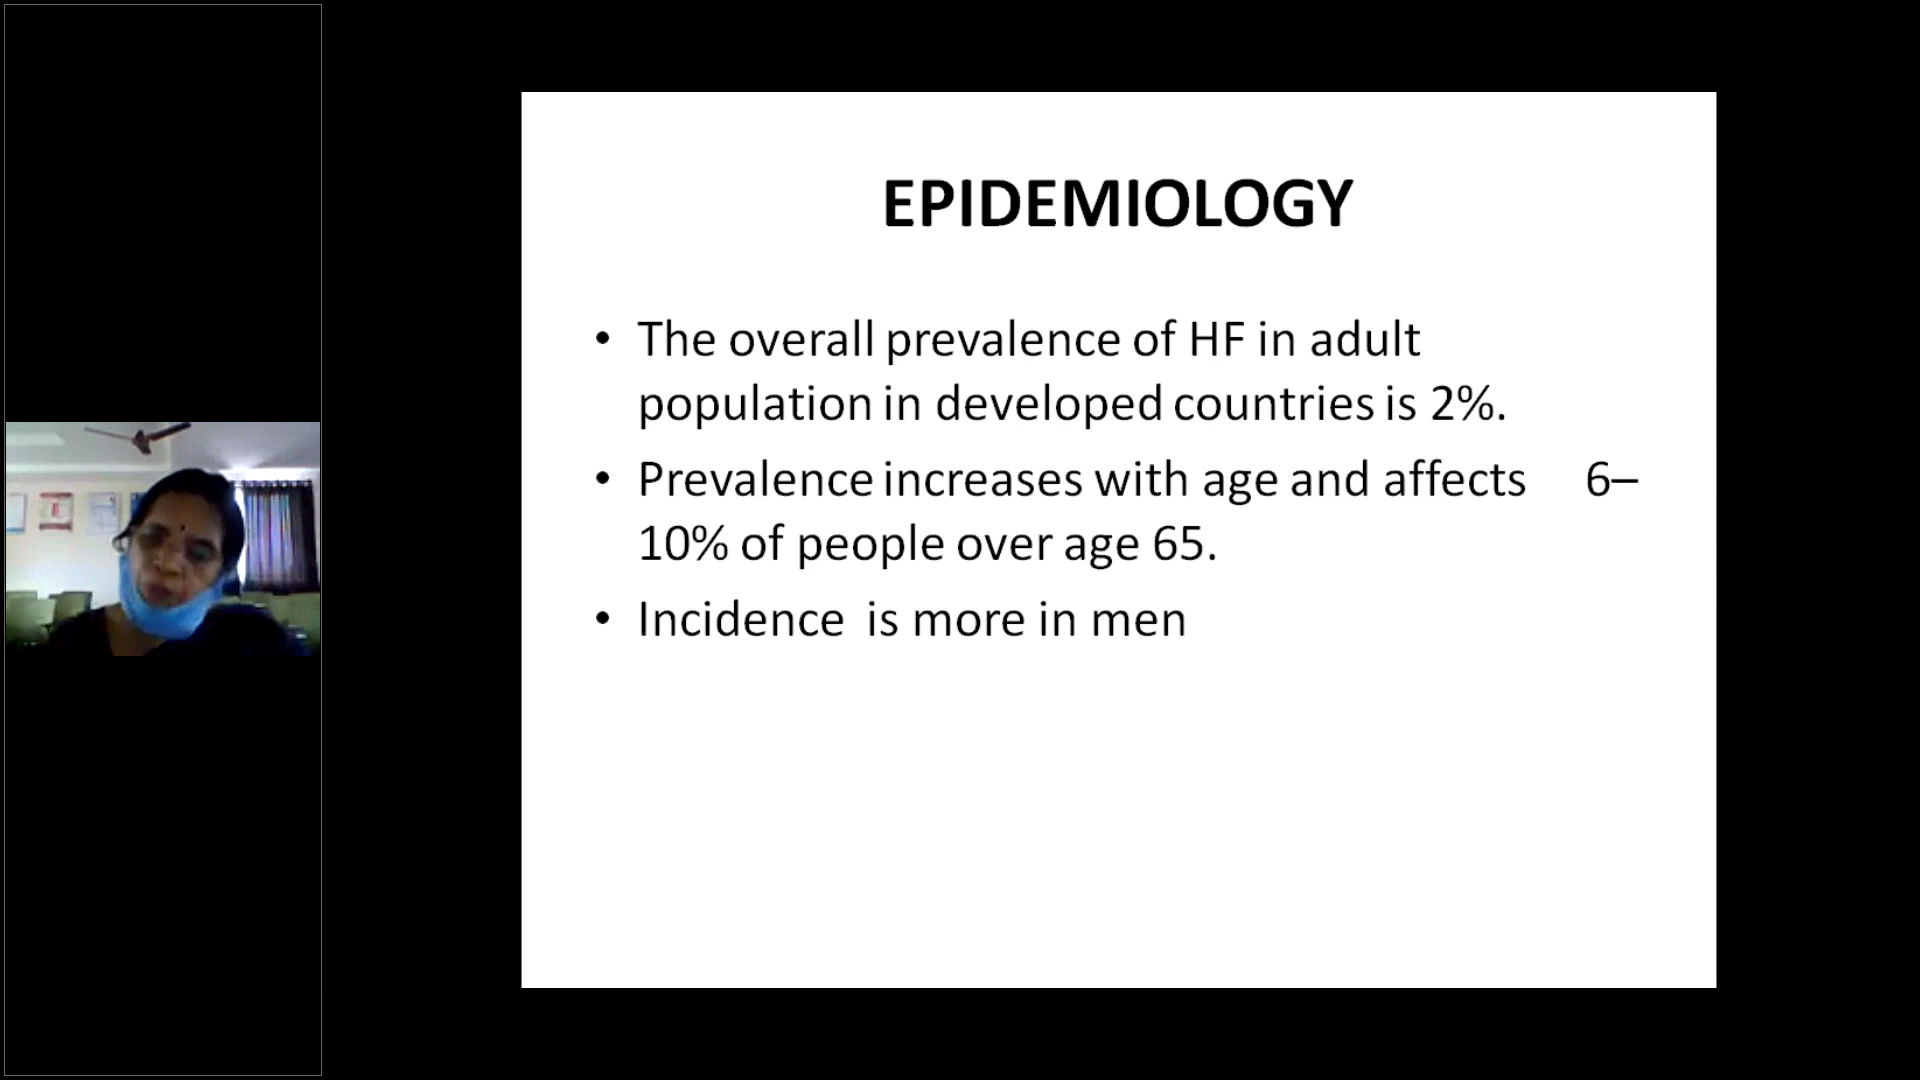 EPIDEMIOLOGY
• The overall prevalence of HF in adult
population in developed countries is 2%.
• Prevalence increases with age and affects 6–
10% of people over age 65.
• Incidence is more in men